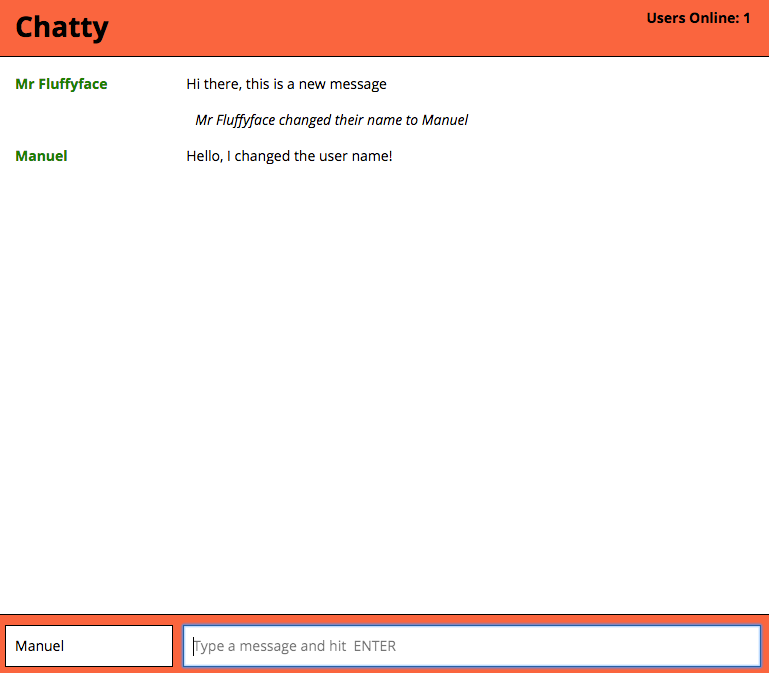 Chatty
Users Online: 1
Mr Fluffyface Hi there, this is a new message
Mr Fluffyface changed their name to Manuel
Manuel Hello, I changed the user name!
Manuel Type a message and hit ENTER